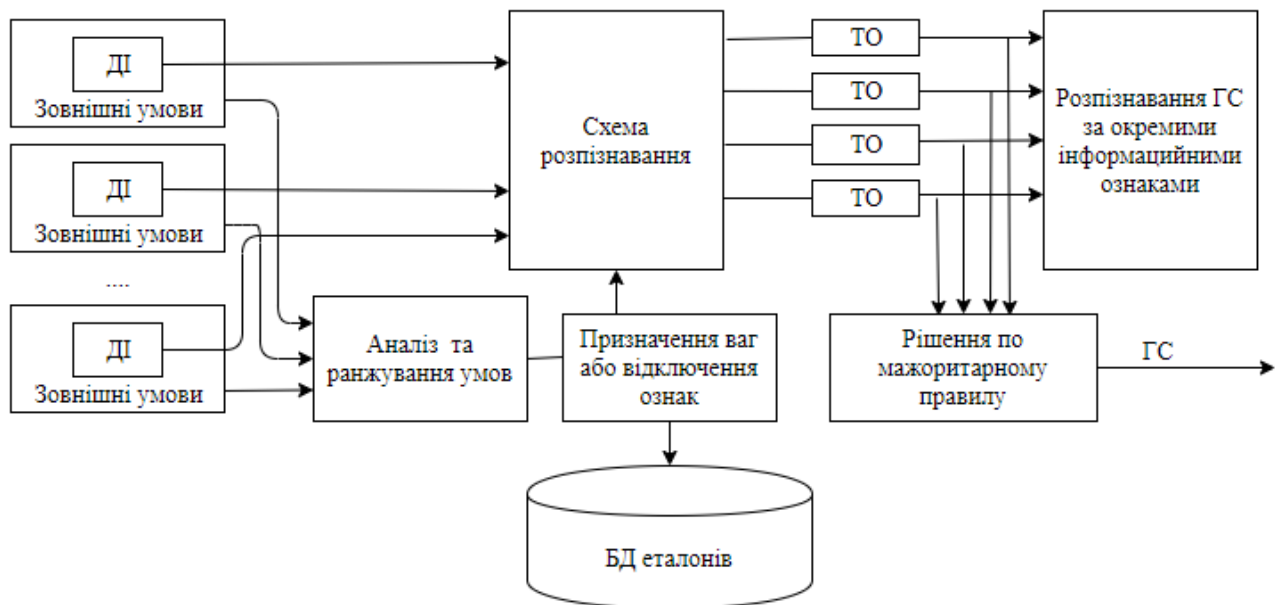 ДІ
Зовнішні умови
ДІ
Зовнішні умови
....
ДІ
Зовнішні умови
Аналіз та
ранжування умов
Схема
розпізнавання
Призначення ваг
або відключення
ознак
БД еталонів
ТО
ТО
ТО
ТО
Розпізнавання ГС
за окремими
інформаційними
ознаками
Рішення по
мажоритарному
правилу
ГС